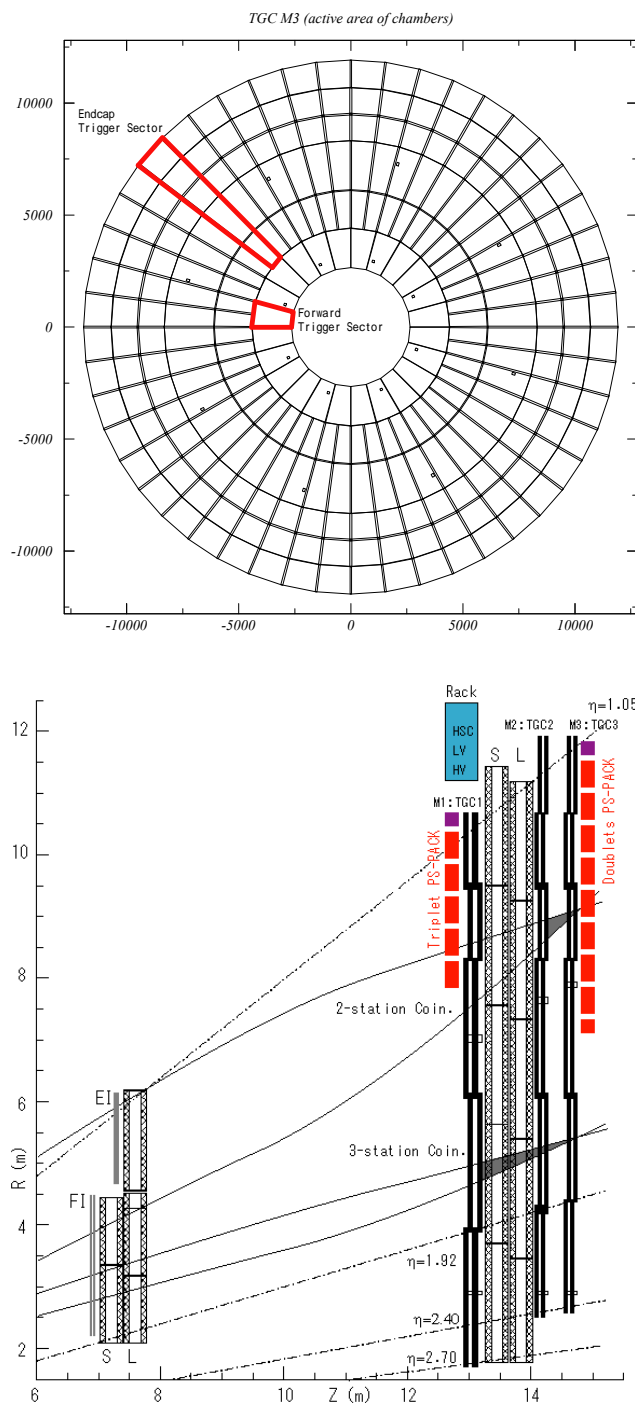 TGC M3 (active area of chambers)
10000
5000
0
-5000
-10000
Endcap
Trigger Sector
Forward
Trigger Sector
-10000
-5000
0
5000
10000
Rack
HSC
LV
HV
η=1.05
M2:TGC2
M3:TGC3
S
L
M1:TGC1
Triplet PS-PACK
Doublets PS-PACK
2-station Coin.
3-station Coin.
EI
FI
η=1.92
η=2.40
η=2.70
S
L
R (m)
12
10
8
6
4
2
6
8
10
Z (m)
12
14